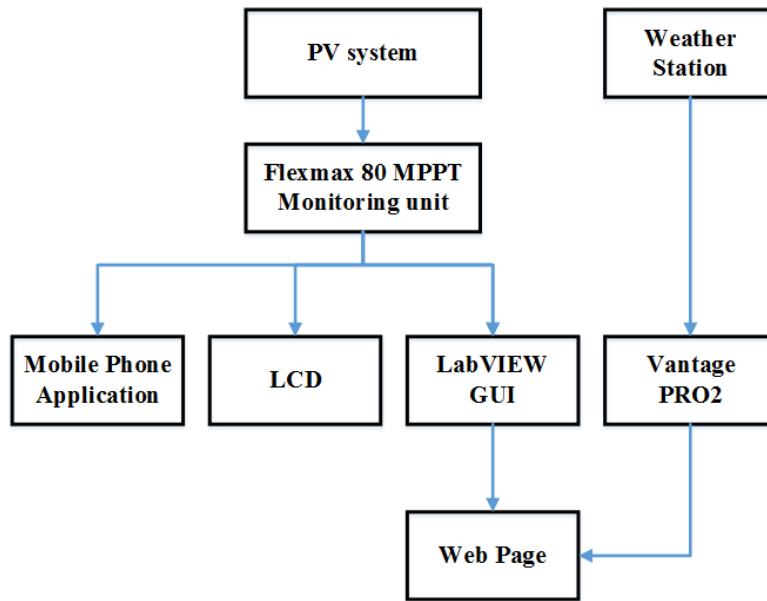 PV system
Weather
Station
Flexmax 80 MPPT
Monitoring unit
Mobile Phone
Application
LCD
LabVIEW
GUI
Vantage
PRO2
Web Page